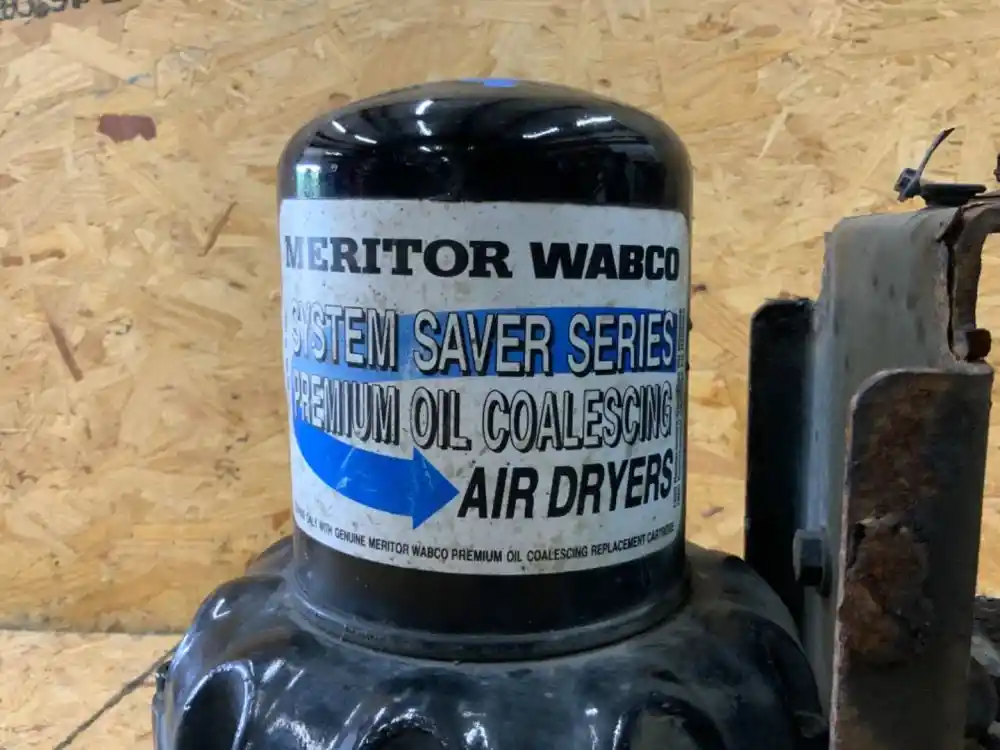 MERITOR WABCO
SYSTEM SAVER SERIES
PREMIUM OIL COALESCING
AIR DRYERS
ONLY WITH GENUINE MERITOR WABCO PREMIUM OIL COALESCING REPLACEMENT